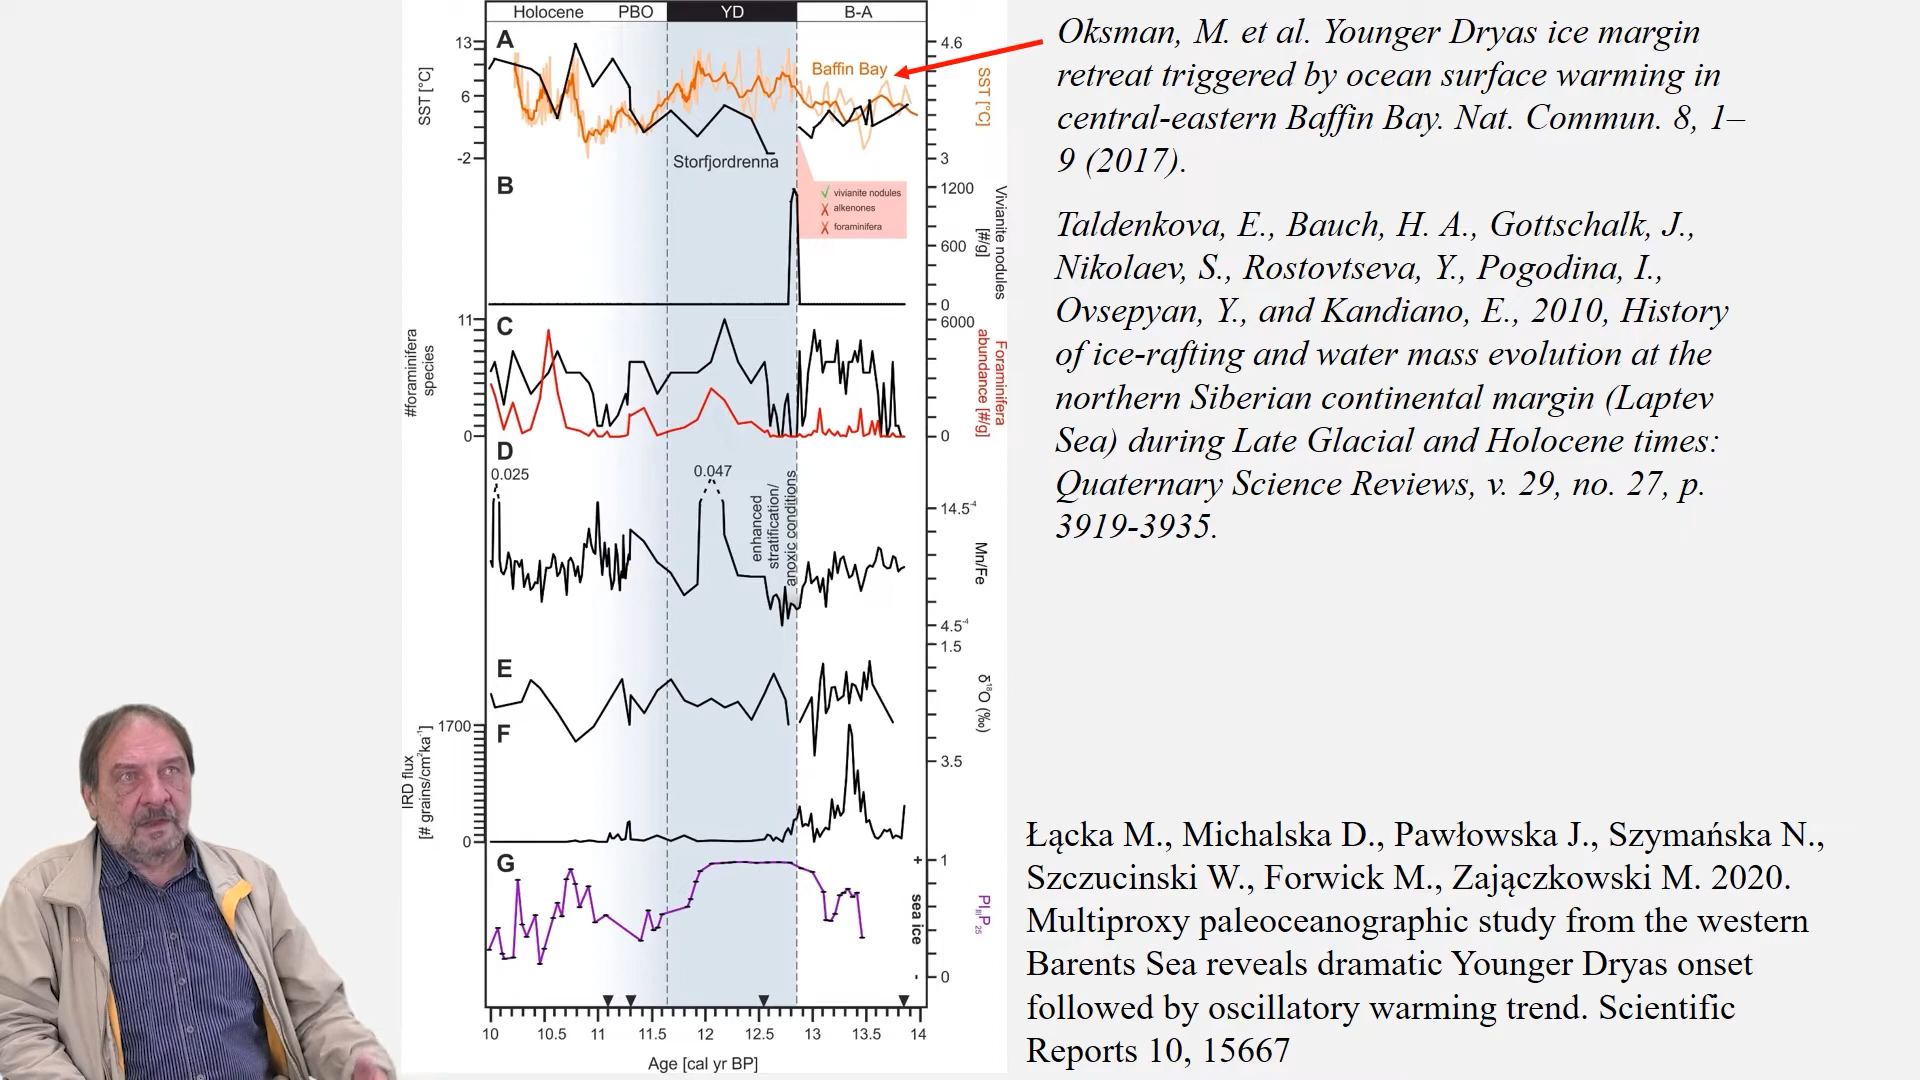 Holocene PBO YD B-A
A
13
6
-2
SST [°C]
4.6
3
SST [°C]
Baffin Bay
Storfjordrenna
B
vivianite nodules
alkenones
foraminifera
1200
600
0
Vivianite nodules
[#/g]
C
11
0
#foraminifera
species
6000
0
Foraminifera
abundance [#/g]
D
0.025
0.047
enhanced
stratification/
anoxic conditions
14.5⁻⁴
4.5⁻⁴
Mn/Fe
E
1.5
3.5
δ¹⁸O (‰)
F
1700
0
IRD flux
[# grains/cm²ka⁻¹]
G
+
sea ice
-
1
0
PIIIIP25
10 10.5 11 11.5 12 12.5 13 13.5 14
Age [cal yr BP]
Oksman, M. et al. Younger Dryas ice margin
retreat triggered by ocean surface warming in
central-eastern Baffin Bay. Nat. Commun. 8, 1–
9 (2017).
Taldenkova, E., Bauch, H. A., Gottschalk, J.,
Nikolaev, S., Rostovtseva, Y., Pogodina, I.,
Ovsepyan, Y., and Kandiano, E., 2010, History
of ice-rafting and water mass evolution at the
northern Siberian continental margin (Laptev
Sea) during Late Glacial and Holocene times:
Quaternary Science Reviews, v. 29, no. 27, p.
3919-3935.
Łącka M., Michalska D., Pawłowska J., Szymańska N.,
Szczucinski W., Forwick M., Zajączkowski M. 2020.
Multiproxy paleoceanographic study from the western
Barents Sea reveals dramatic Younger Dryas onset
followed by oscillatory warming trend. Scientific
Reports 10, 15667